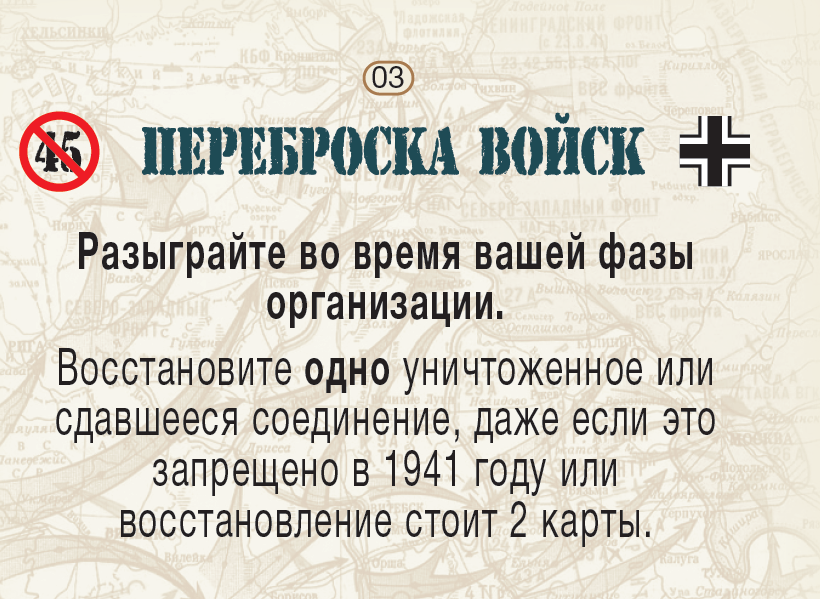 03
45
ПЕРЕБРОСКА ВОЙСК
Разыграйте во время вашей фазы
организации.
Восстановите одно уничтоженное или
сдавшееся соединение, даже если это
запрещено в 1941 году или
восстановление стоит 2 карты.